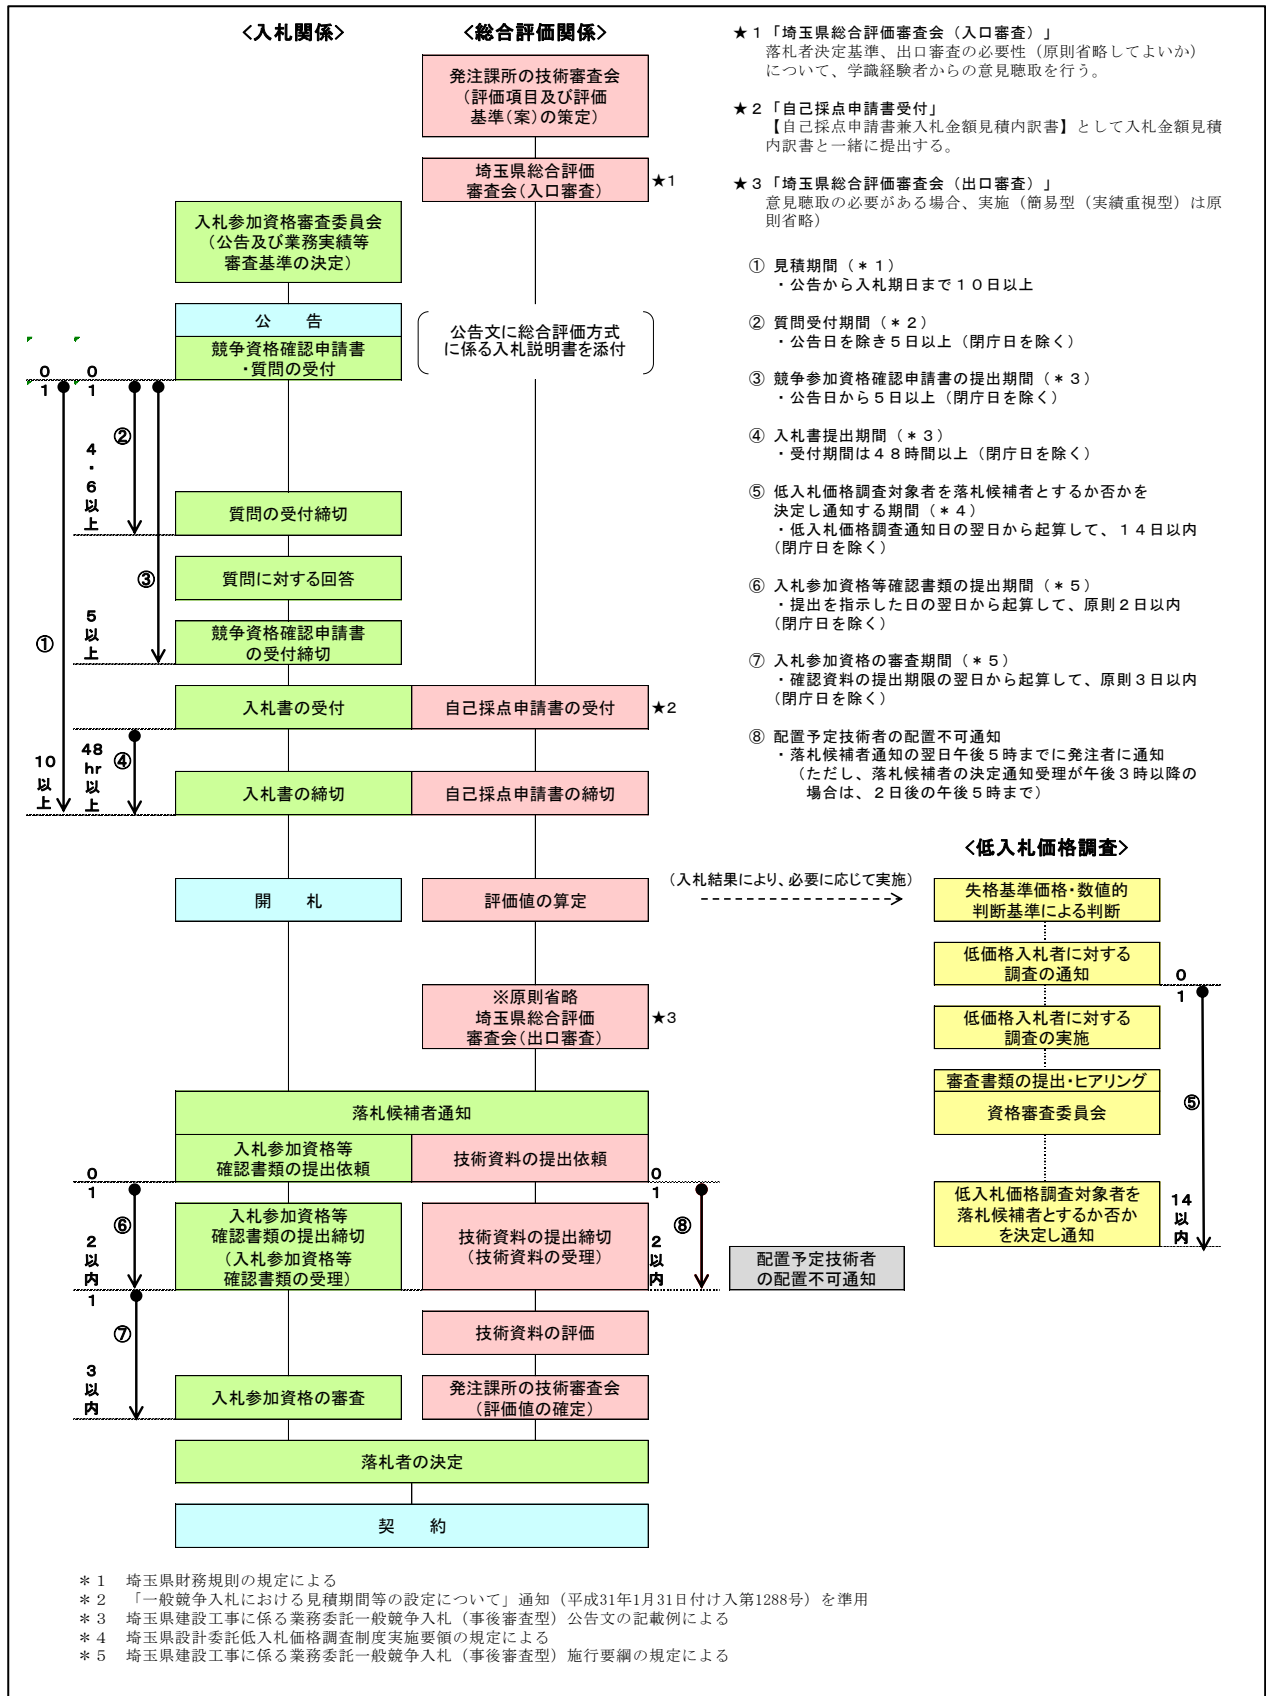 <入札関係>
<総合評価関係>
発注課所の技術審査会
(評価項目及び評価
基準(案)の策定)
埼玉県総合評価
審査会(入口審査)
★1
入札参加資格審査委員会
(公告及び業務実績等
審査基準の決定)
公　告
競争資格確認申請書
・質問の受付
公告文に総合評価方式
に係る入札説明書を添付
0
1
0
1
②
4
・
6
以
上
質問の受付締切
③
質問に対する回答
5
以
上
①
競争資格確認申請書
の受付締切
入札書の受付
自己採点申請書の受付
★2
10
以
上
48
hr
以
上
④
入札書の締切
自己採点申請書の締切
開　札
評価値の算定
(入札結果により、必要に応じて実施)
※原則省略
埼玉県総合評価
審査会(出口審査)
★3
落札候補者通知
入札参加資格等
確認書類の提出依頼
技術資料の提出依頼
0
1
0
1
⑥
2
以
内
入札参加資格等
確認書類の提出締切
(入札参加資格等
確認書類の受理)
技術資料の提出締切
(技術資料の受理)
2
以
内
⑧
配置予定技術者
の配置不可通知
1
⑦
3
以
内
技術資料の評価
入札参加資格の審査
発注課所の技術審査会
(評価値の確定)
落札者の決定
契　約
★１「埼玉県総合評価審査会（入口審査）」
落札者決定基準、出口審査の必要性（原則省略してよいか）
について、学識経験者からの意見聴取を行う。
★２「自己採点申請書受付」
【自己採点申請書兼入札金額見積内訳書】として入札金額見積
内訳書と一緒に提出する。
★３「埼玉県総合評価審査会（出口審査）」
意見聴取の必要がある場合、実施（簡易型（実績重視型）は原
則省略）
① 見積期間（＊１）
・公告から入札期日まで１０日以上
② 質問受付期間（＊２）
・公告日を除き５日以上（閉庁日を除く）
③ 競争参加資格確認申請書の提出期間（＊３）
・公告日から５日以上（閉庁日を除く）
④ 入札書提出期間（＊３）
・受付期間は４８時間以上（閉庁日を除く）
⑤ 低入札価格調査対象者を落札候補者とするか否かを
決定し通知する期間（＊４）
・低入札価格調査通知日の翌日から起算して、１４日以内
（閉庁日を除く）
⑥ 入札参加資格等確認書類の提出期間（＊５）
・提出を指示した日の翌日から起算して、原則２日以内
（閉庁日を除く）
⑦ 入札参加資格の審査期間（＊５）
・確認資料の提出期限の翌日から起算して、原則３日以内
（閉庁日を除く）
⑧ 配置予定技術者の配置不可通知
・落札候補者通知の翌日午後５時までに発注者に通知
（ただし、落札候補者の決定通知受理が午後３時以降の
場合は、２日後の午後５時まで）
<低入札価格調査>
失格基準価格・数値的
判断基準による判断
低価格入札者に対する
調査の通知
0
1
低価格入札者に対する
調査の実施
審査書類の提出・ヒアリング
資格審査委員会
⑤
低入札価格調査対象者を
落札候補者とするか否か
を決定し通知
14
以
内
＊１　埼玉県財務規則の規定による
＊２　「一般競争入札における見積期間等の設定について」通知（平成31年1月31日付け入第1288号）を準用
＊３　埼玉県建設工事に係る業務委託一般競争入札（事後審査型）公告文の記載例による
＊４　埼玉県設計委託低入札価格調査制度実施要領の規定による
＊５　埼玉県建設工事に係る業務委託一般競争入札（事後審査型）施行要綱の規定による